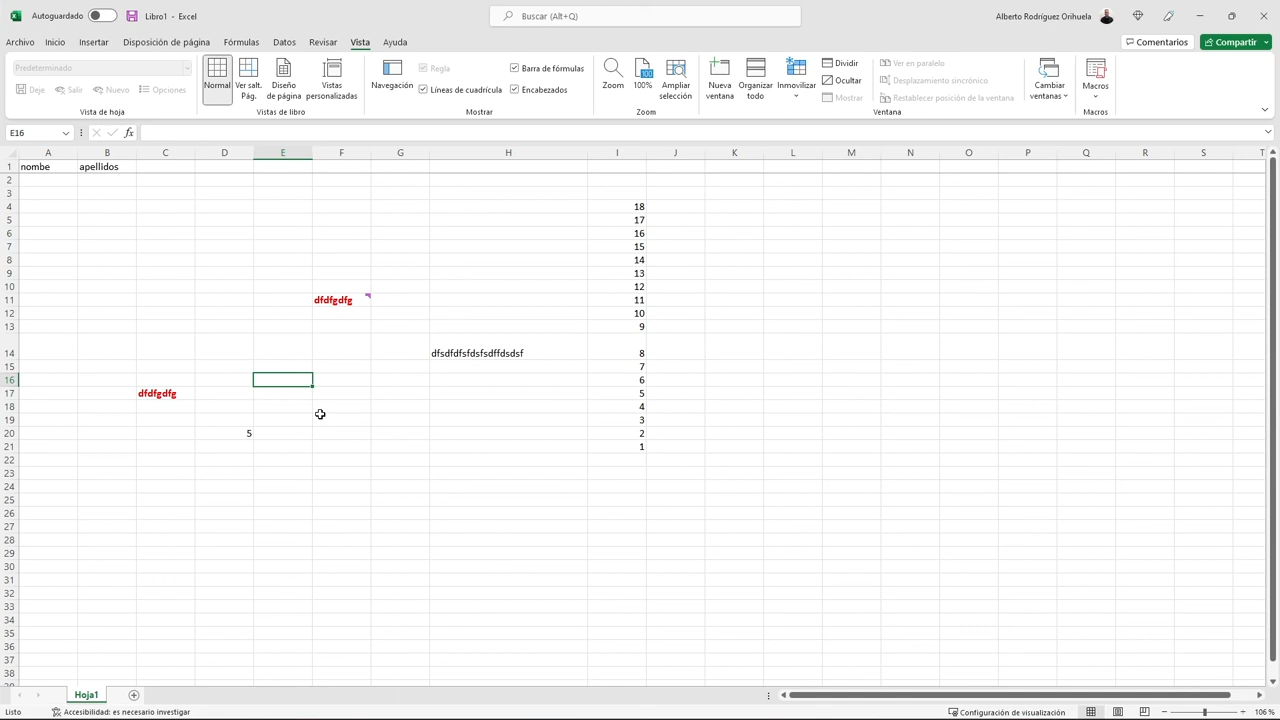 Autoguardado Libro1 - Excel Buscar (Alt+Q) Alberto Rodríguez Orihuela
Archivo Inicio Insertar Disposición de página Fórmulas Datos Revisar Vista Ayuda Comentarios Compartir
Predeterminado
Deje Salir Nuevo Opciones
Vista de hoja
Normal
Ver salt. Pág.
Diseño de página
Vistas personalizadas
Vistas de libro
Navegación
Regla
Barra de fórmulas
Líneas de cuadrícula
Encabezados
Mostrar
Zoom
100%
Ampliar selección
Zoom
Nueva ventana
Organizar todo
Inmovilizar
Dividir
Ocultar
Mostrar
Ver en paralelo
Desplazamiento sincrónico
Restablecer posición de la ventana
Cambiar ventanas
Ventana
Macros
Macros
E16 fx
A B C D E F G H I J K L M N O P Q R S T
1 nombe apellidos
2
3
4 18
5 17
6 16
7 15
8 14
9 13
10 12
11 dfdfgdfg 11
12 10
13 9
14 dfsdfdfsfdsfsdffdsdsf 8
15 7
16 6
17 dfdfgdfg 5
18 4
19 3
20 5 2
21 1
22
23
24
25
26
27
28
29
30
31
32
33
34
35
36
37
38
Hoja1
Listo Accesibilidad: es necesario investigar Configuración de visualización 106 %